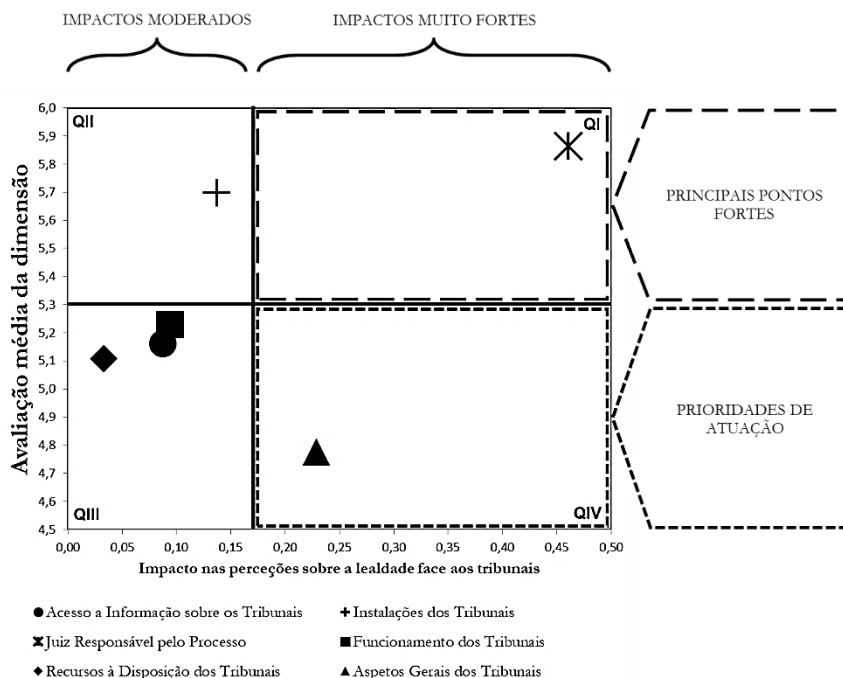 IMPACTOS MODERADOS
IMPACTOS MUITO FORTES
Avaliação média da dimensão
6,0
5,9
5,8
5,7
5,6
5,5
5,4
5,3
5,2
5,1
5,0
4,9
4,8
4,7
4,6
4,5
QII
QI
QIII
QIV
PRINCIPAIS PONTOS
FORTES
PRIORIDADES DE
ATUAÇÃO
0,00
0,05
0,10
0,15
0,20
0,25
0,30
0,35
0,40
0,45
0,50
Impacto nas perceções sobre a lealdade face aos tribunais
Acesso a Informação sobre os Tribunais
Instalações dos Tribunais
Juiz Responsável pelo Processo
Funcionamento dos Tribunais
Recursos à Disposição dos Tribunais
Aspetos Gerais dos Tribunais